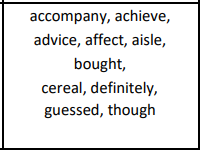 accompany, achieve,
advice, affect, aisle,
bought,
cereal, definitely,
guessed, though